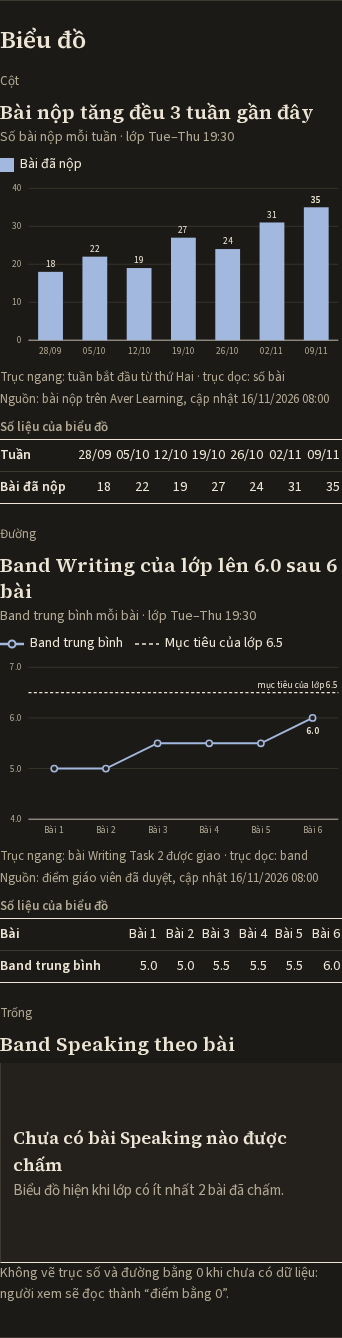 Biểu đồ
Cột
Bài nộp tăng đều 3 tuần gần đây
Số bài nộp mỗi tuần · lớp Tue–Thu 19:30
Bài đã nộp
40
30
20
10
0
18
22
19
27
24
31
35
28/09 05/10 12/10 19/10 26/10 02/11 09/11
Trục ngang: tuần bắt đầu từ thứ Hai · trục dọc: số bài
Nguồn: bài nộp trên Aver Learning, cập nhật 16/11/2026 08:00
Số liệu của biểu đồ
Tuần 28/09 05/10 12/10 19/10 26/10 02/11 09/11
Bài đã nộp 18 22 19 27 24 31 35
Đường
Band Writing của lớp lên 6.0 sau 6
bài
Band trung bình mỗi bài · lớp Tue–Thu 19:30
Band trung bình Mục tiêu của lớp 6.5
7.0
mục tiêu của lớp 6.5
6.0
6.0
5.0
4.0
Bài 1 Bài 2 Bài 3 Bài 4 Bài 5 Bài 6
Trục ngang: bài Writing Task 2 được giao · trục dọc: band
Nguồn: điểm giáo viên đã duyệt, cập nhật 16/11/2026 08:00
Số liệu của biểu đồ
Bài Bài 1 Bài 2 Bài 3 Bài 4 Bài 5 Bài 6
Band trung bình 5.0 5.0 5.5 5.5 5.5 6.0
Trống
Band Speaking theo bài
Chưa có bài Speaking nào được
chấm
Biểu đồ hiện khi lớp có ít nhất 2 bài đã chấm.
Không vẽ trục số và đường bằng 0 khi chưa có dữ liệu:
người xem sẽ đọc thành “điểm bằng 0”.